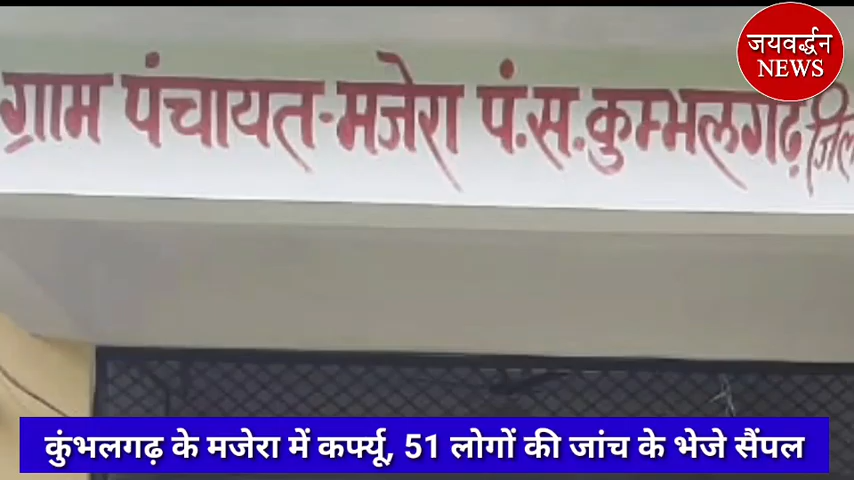 जयवर्द्धन
NEWS
ग्राम पंचायत-मजेरा पं.स.कुम्भलगढ़
कुंभलगढ़ के मजेरा में कर्फ्यू, 51 लोगों की जांच के भेजे सैंपल